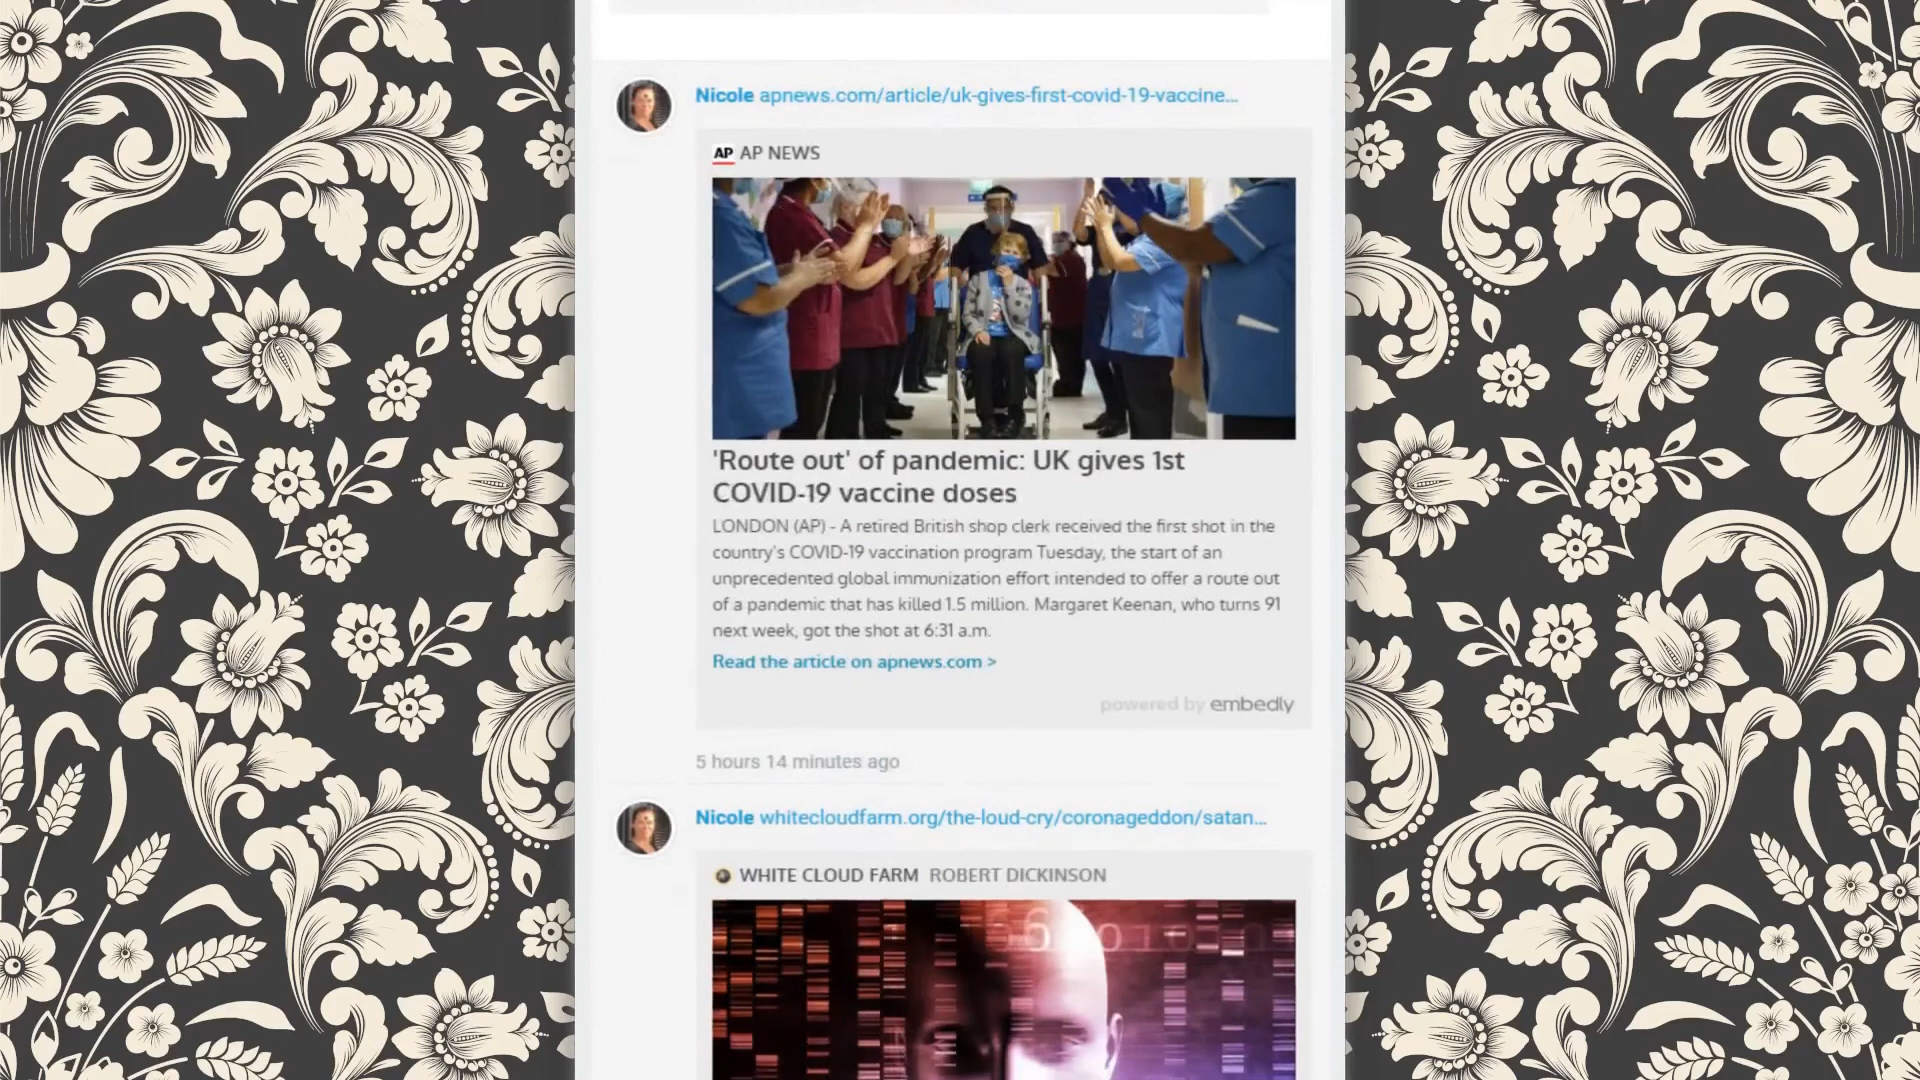 Nicole apnews.com/article/uk-gives-first-covid-19-vaccine...
AP AP NEWS
'Route out' of pandemic: UK gives 1st
COVID-19 vaccine doses
LONDON (AP) - A retired British shop clerk received the first shot in the
country's COVID-19 vaccination program Tuesday, the start of an
unprecedented global immunization effort intended to offer a route out
of a pandemic that has killed 1.5 million. Margaret Keenan, who turns 91
next week, got the shot at 6:31 a.m.
Read the article on apnews.com >
powered by embedly
5 hours 14 minutes ago
Nicole whitecloudfarm.org/the-loud-cry/coronageddon/satan...
WHITE CLOUD FARM ROBERT DICKINSON